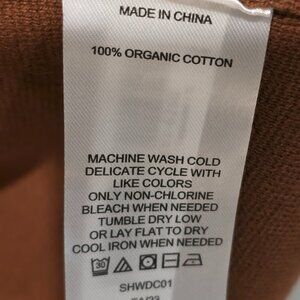 MADE IN CHINA
100% ORGANIC COTTON
MACHINE WASH COLD
DELICATE CYCLE WITH
LIKE COLORS
ONLY NON-CHLORINE
BLEACH WHEN NEEDED
TUMBLE DRY LOW
OR LAY FLAT TO DRY
COOL IRON WHEN NEEDED
30
SHWDC01